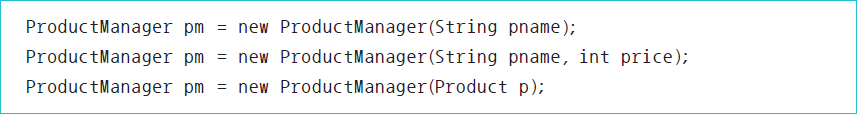 ProductManager pm = new ProductManager(String pname);
ProductManager pm = new ProductManager(String pname, int price);
ProductManager pm = new ProductManager(Product p);